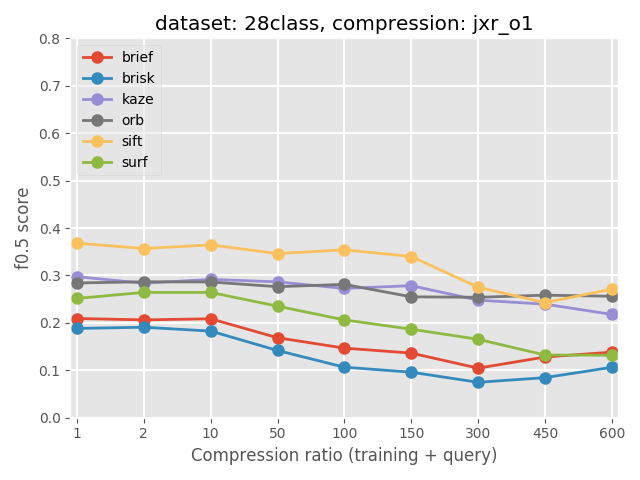 dataset: 28class, compression: jxr_o1
0.8
0.7
0.6
0.5
0.4
0.3
0.2
0.1
0.0
f0.5 score
brief
brisk
kaze
orb
sift
surf
1 2 10 50 100 150 300 450 600
Compression ratio (training + query)